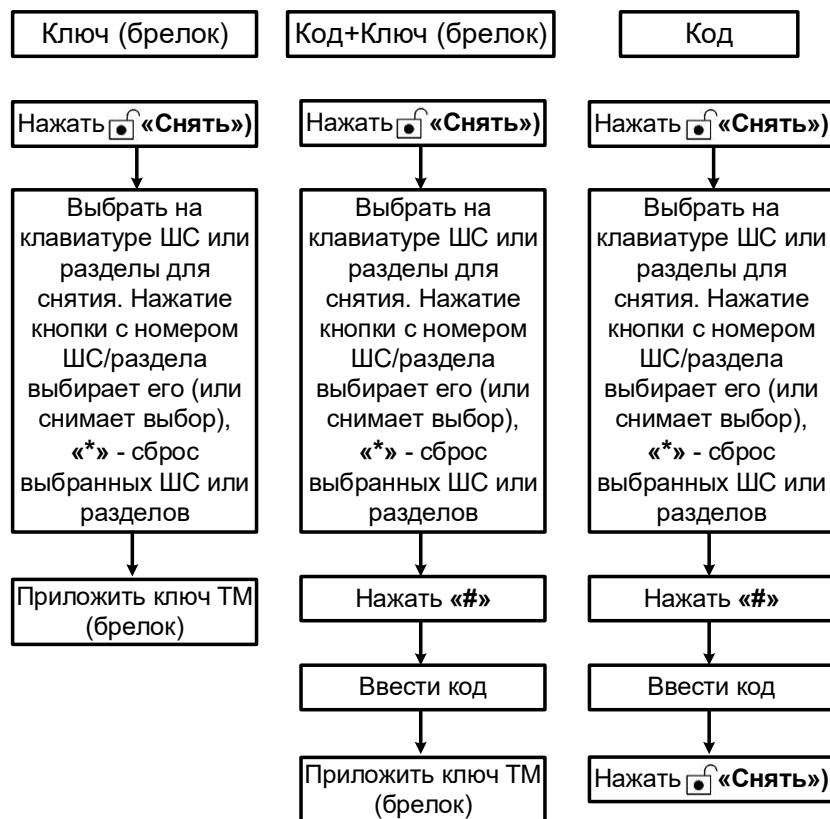 Ключ (брелок)
Нажать «Снять»)
Выбрать на
клавиатуре ШС или
разделы для
снятия. Нажатие
кнопки с номером
ШС/раздела
выбирает его (или
снимает выбор),
«*» - сброс
выбранных ШС или
разделов
Приложить ключ ТМ
(брелок)
Код+Ключ (брелок)
Нажать «Снять»)
Выбрать на
клавиатуре ШС или
разделы для
снятия. Нажатие
кнопки с номером
ШС/раздела
выбирает его (или
снимает выбор),
«*» - сброс
выбранных ШС или
разделов
Нажать «#»
Ввести код
Приложить ключ ТМ
(брелок)
Код
Нажать «Снять»)
Выбрать на
клавиатуре ШС или
разделы для
снятия. Нажатие
кнопки с номером
ШС/раздела
выбирает его (или
снимает выбор),
«*» - сброс
выбранных ШС или
разделов
Нажать «#»
Ввести код
Нажать «Снять»)